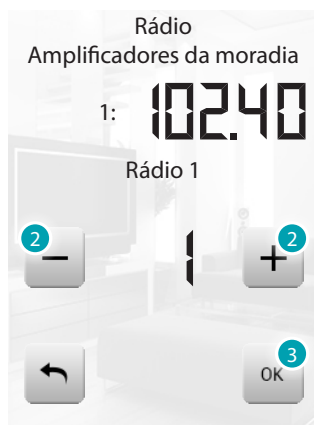 Rádio
Amplificadores da moradia
1: 102.40
Rádio 1
2 2
− 1 +
3
OK